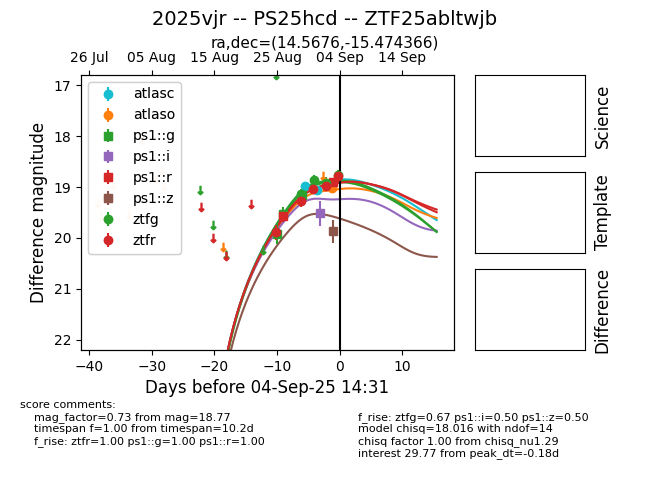 2025vjr -- PS25hcd -- ZTF25abltwjb
ra,dec=(14.5676,-15.474366)
26 Jul 05 Aug 15 Aug 25 Aug 04 Sep 14 Sep
17
18
19
20
21
22
Difference magnitude
atlasc
atlaso
ps1::g
ps1::i
ps1::r
ps1::z
ztfg
ztfr
−40 −30 −20 −10 0 10
Days before 04-Sep-25 14:31
Science
Template
Difference
score comments:
mag_factor=0.73 from mag=18.77
timespan f=1.00 from timespan=10.2d
f_rise: ztfr=1.00 ps1::g=1.00 ps1::r=1.00
f_rise: ztfg=0.67 ps1::i=0.50 ps1::z=0.50
model chisq=18.016 with ndof=14
chisq factor 1.00 from chisq_nu1.29
interest 29.77 from peak_dt=-0.18d